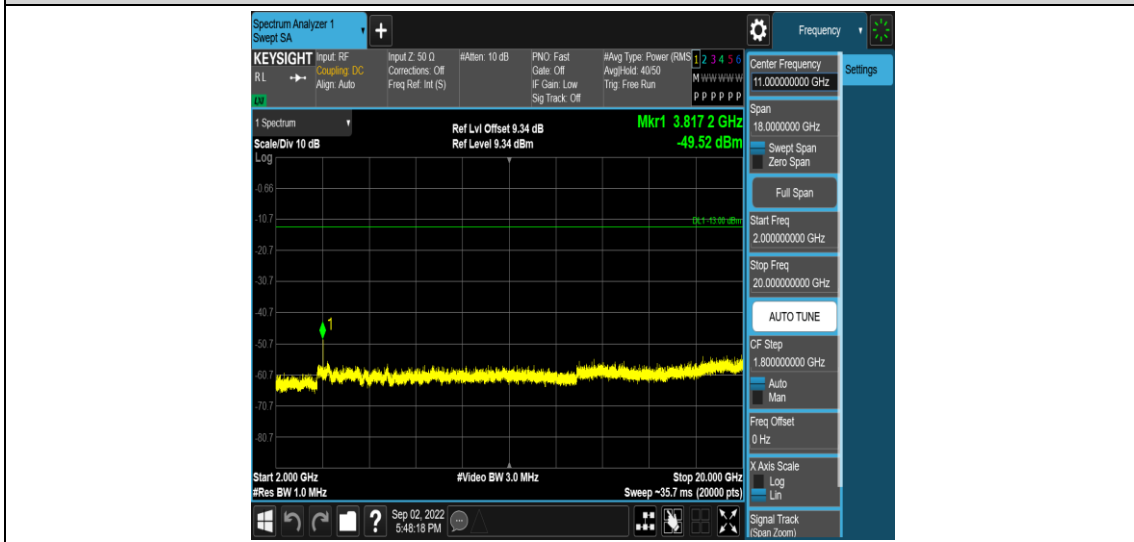 Spectrum Analyzer 1
Swept SA
Frequency
KEYSIGHT
RL
LXI
Input: RF
Coupling: DC
Align: Auto
Input Z: 50 Ω
Corrections: Off
Freq Ref: Int (S)
#Atten: 10 dB
PNO: Fast
Gate: Off
IF Gain: Low
Sig Track: Off
#Avg Type: Power (RMS
Avg|Hold: 40/50
Trig: Free Run
1 2 3 4 5 6
M W W W W W
P P P P P P
1 Spectrum
Scale/Div 10 dB
Log
Ref Lvl Offset 9.34 dB
Ref Level 9.34 dBm
Mkr1 3.817 2 GHz
-49.52 dBm
-0.66
-10.7
DL1 -13.00 dBm
-20.7
-30.7
-40.7
1
-50.7
-60.7
-70.7
-80.7
Start 2.000 GHz
#Res BW 1.0 MHz
#Video BW 3.0 MHz
Stop 20.000 GHz
Sweep ~35.7 ms (20000 pts)
Center Frequency
11.000000000 GHz
Settings
Span
18.0000000 GHz
Swept Span
Zero Span
Full Span
Start Freq
2.000000000 GHz
Stop Freq
20.000000000 GHz
AUTO TUNE
CF Step
1.800000000 GHz
Auto
Man
Freq Offset
0 Hz
X Axis Scale
Log
Lin
Signal Track
(Span Zoom)
?
Sep 02, 2022
5:48:18 PM